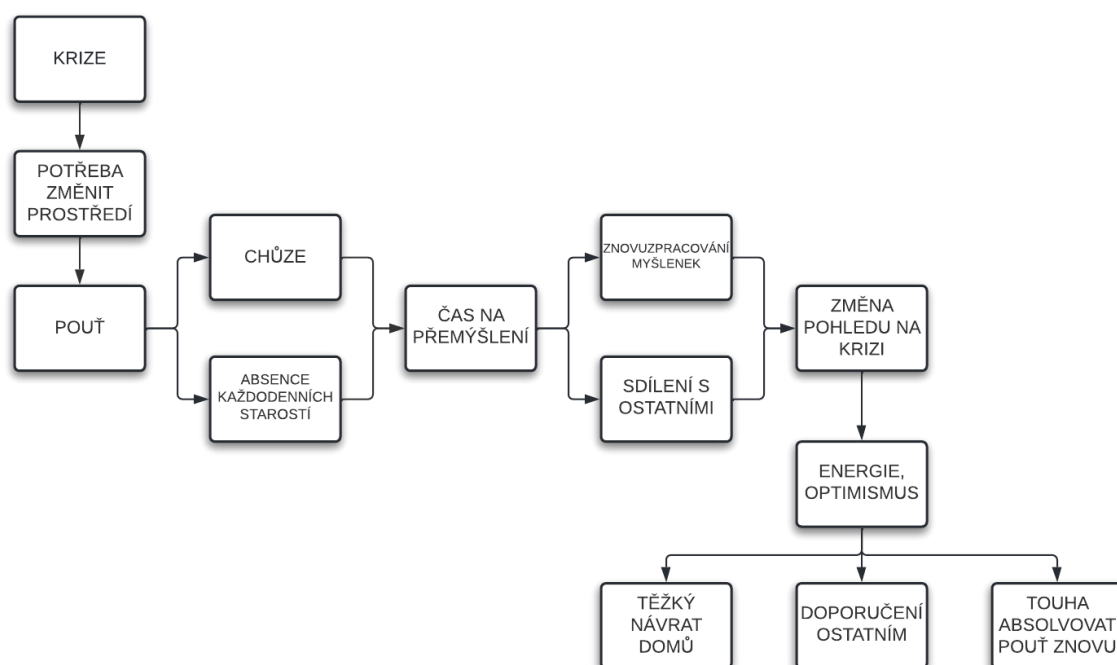 KRIZE
POTŘEBA
ZMĚNIT
PROSTŘEDÍ
POUŤ
CHŮZE
ABSENCE
KAŽDODENNÍCH
STAROSTÍ
ČAS NA
PŘEMÝŠLENÍ
ZNOVUZPRACOVÁNÍ
MYŠLENEK
SDÍLENÍ S
OSTATNÍMI
ZMĚNA
POHLEDU NA
KRIZI
ENERGIE,
OPTIMISMUS
TĚŽKÝ
NÁVRAT
DOMŮ
DOPORUČENÍ
OSTATNÍM
TOUHA
ABSOLVOVAT
POUŤ ZNOVU